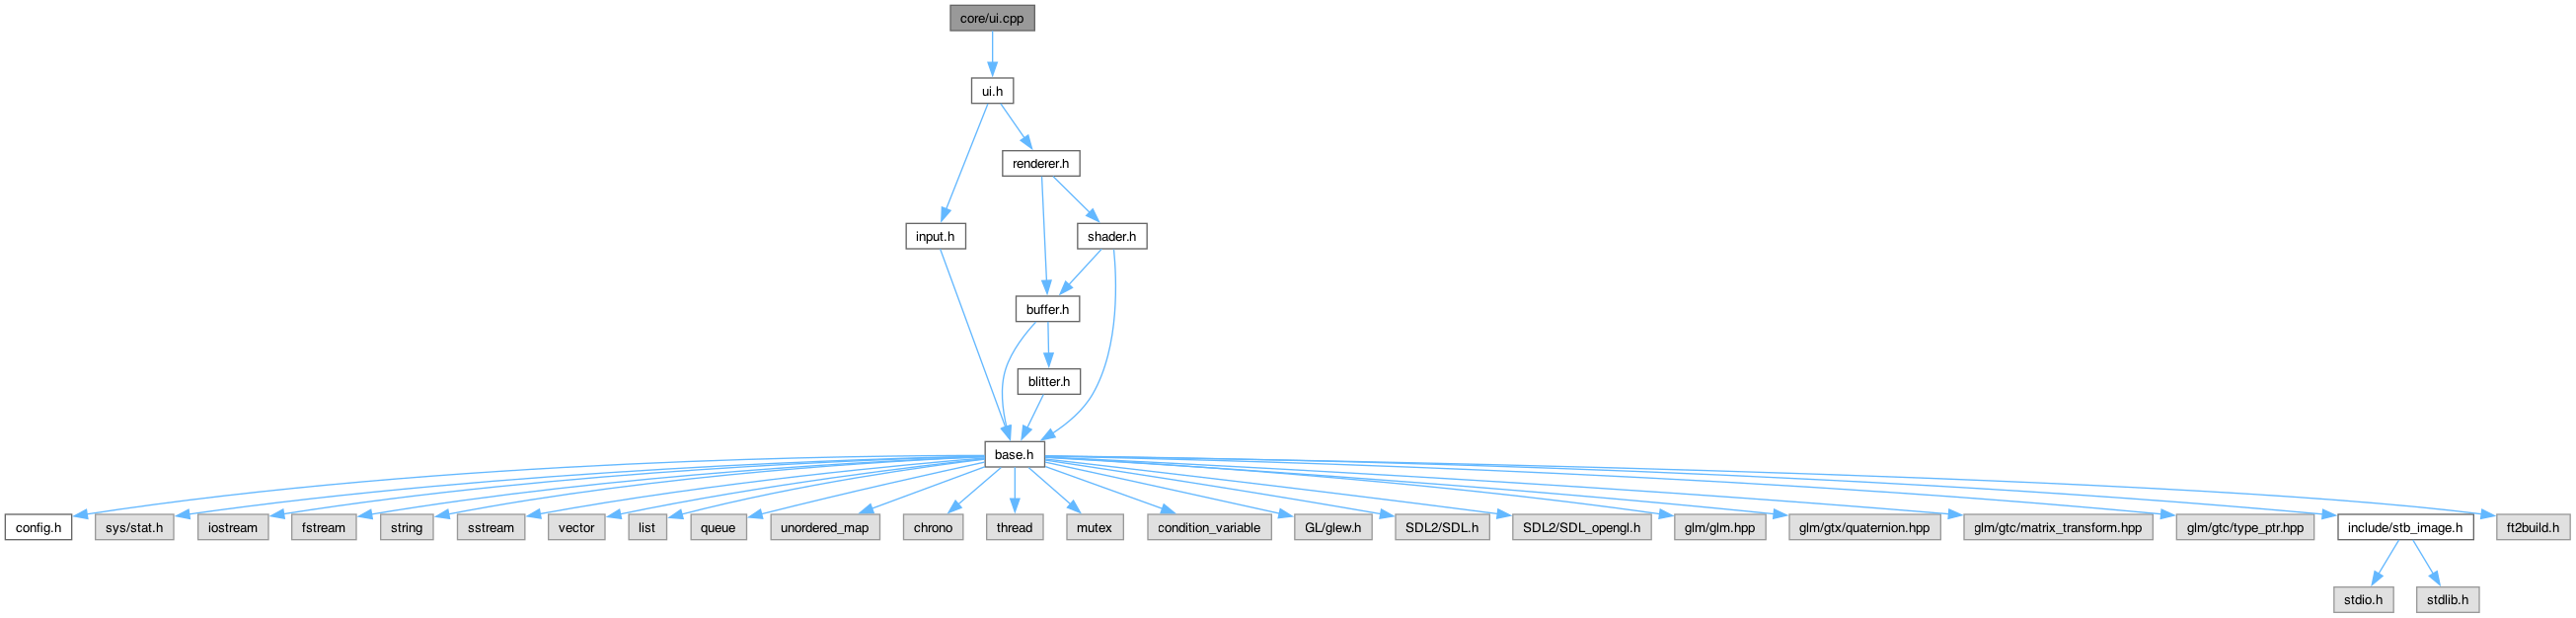 core/ui.cpp
ui.h
renderer.h
input.h
shader.h
buffer.h
blitter.h
base.h
config.h
sys/stat.h
iostream
fstream
string
sstream
vector
list
queue
unordered_map
chrono
thread
mutex
condition_variable
GL/glew.h
SDL2/SDL.h
SDL2/SDL_opengl.h
glm/glm.hpp
glm/gtx/quaternion.hpp
glm/gtc/matrix_transform.hpp
glm/gtc/type_ptr.hpp
include/stb_image.h
ft2build.h
stdio.h
stdlib.h